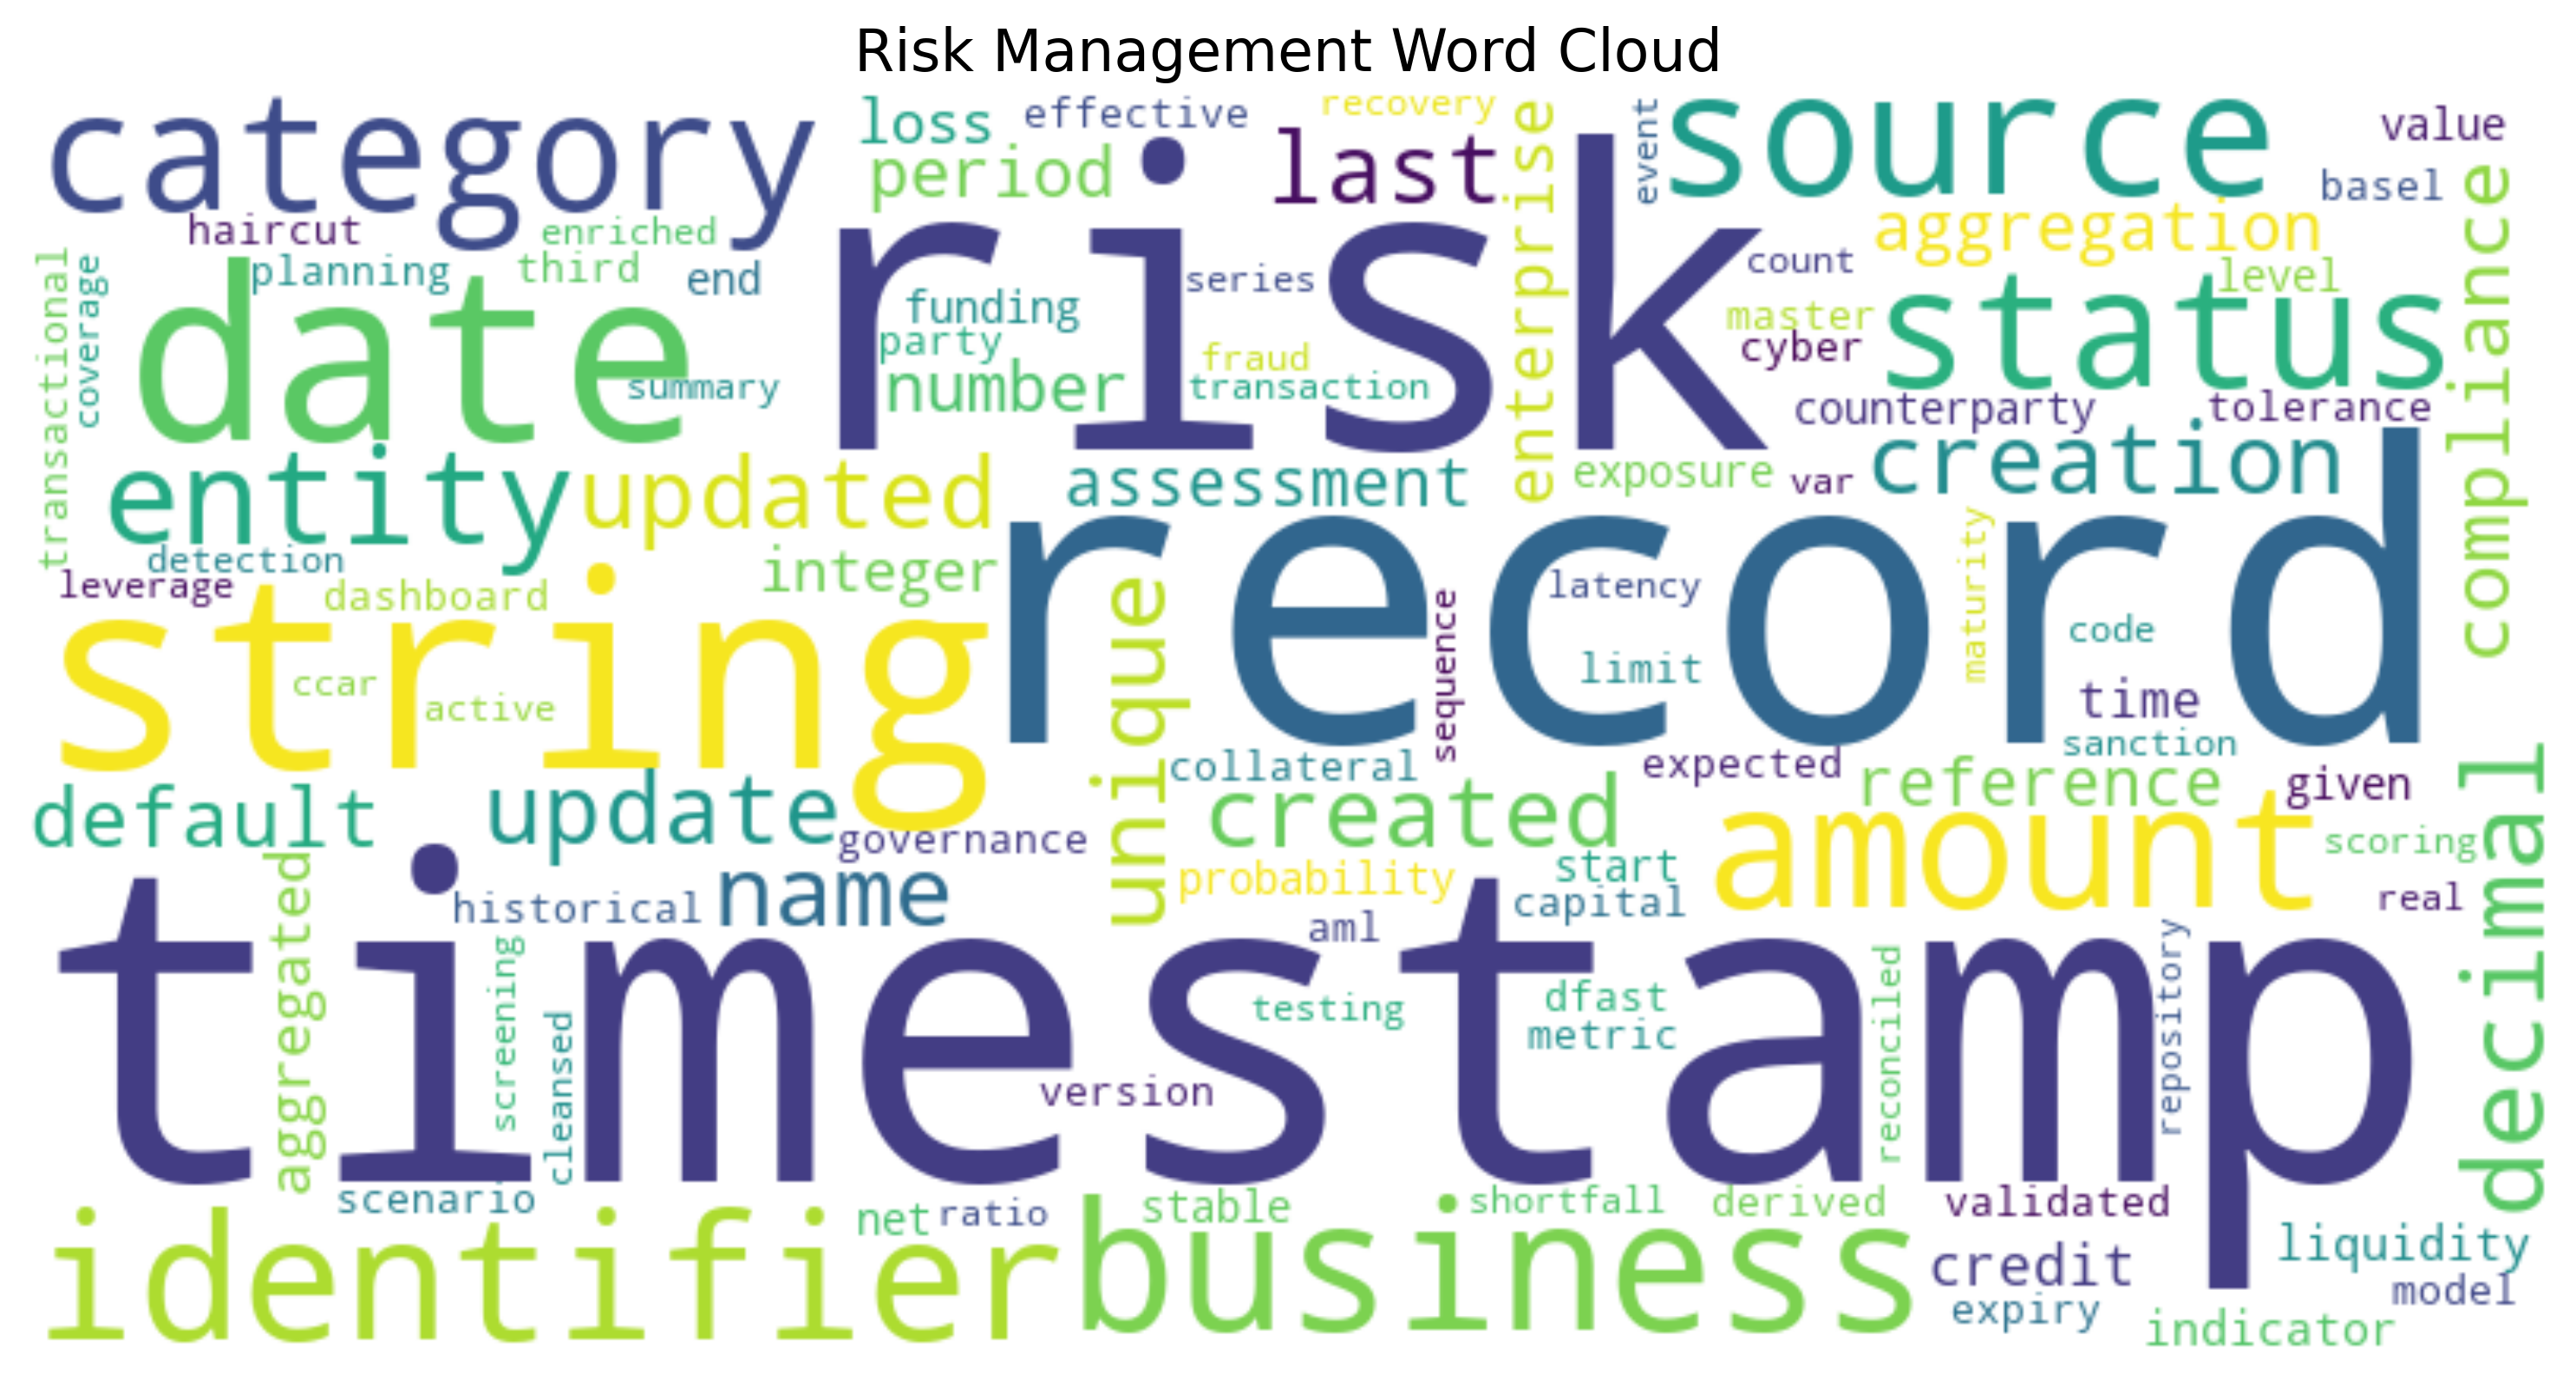 Risk Management Word Cloud
category
loss
effective
recovery
period
last
enterprise
event
source
value
basel
haircut
enriched
risk
aggregation
compliance
transactional
coverage
planning
third
end
series
count
level
date
funding
master
status
party
fraud
cyber
summary
number
transaction
counterparty
tolerance
entity
updated
assessment
exposure
var
creation
detection
leverage
dashboard
integer
record
unique
latency
maturity
sequence
code
string
ccar
active
limit
time
sanction
collateral
expected
reference
given
default
update
created
amount
decimal
governance
scoring
probability
start
aggregated
historical
name
capital
real
aml
timestamp
screening
cleansed
testing
dfast
metric
reconciled
repository
version
scenario
net
ratio
stable
shortfall
derived
validated
identifier
business
credit
liquidity
model
expiry
indicator